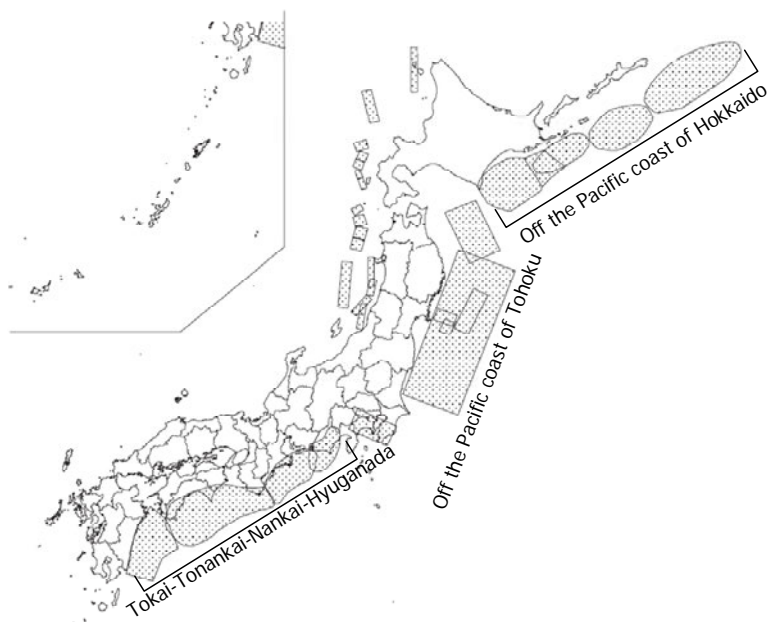 Off the Pacific coast of Hokkaido
Off the Pacific coast of Tohoku
Tokai-Tonankai-Nankai-Hyuganada